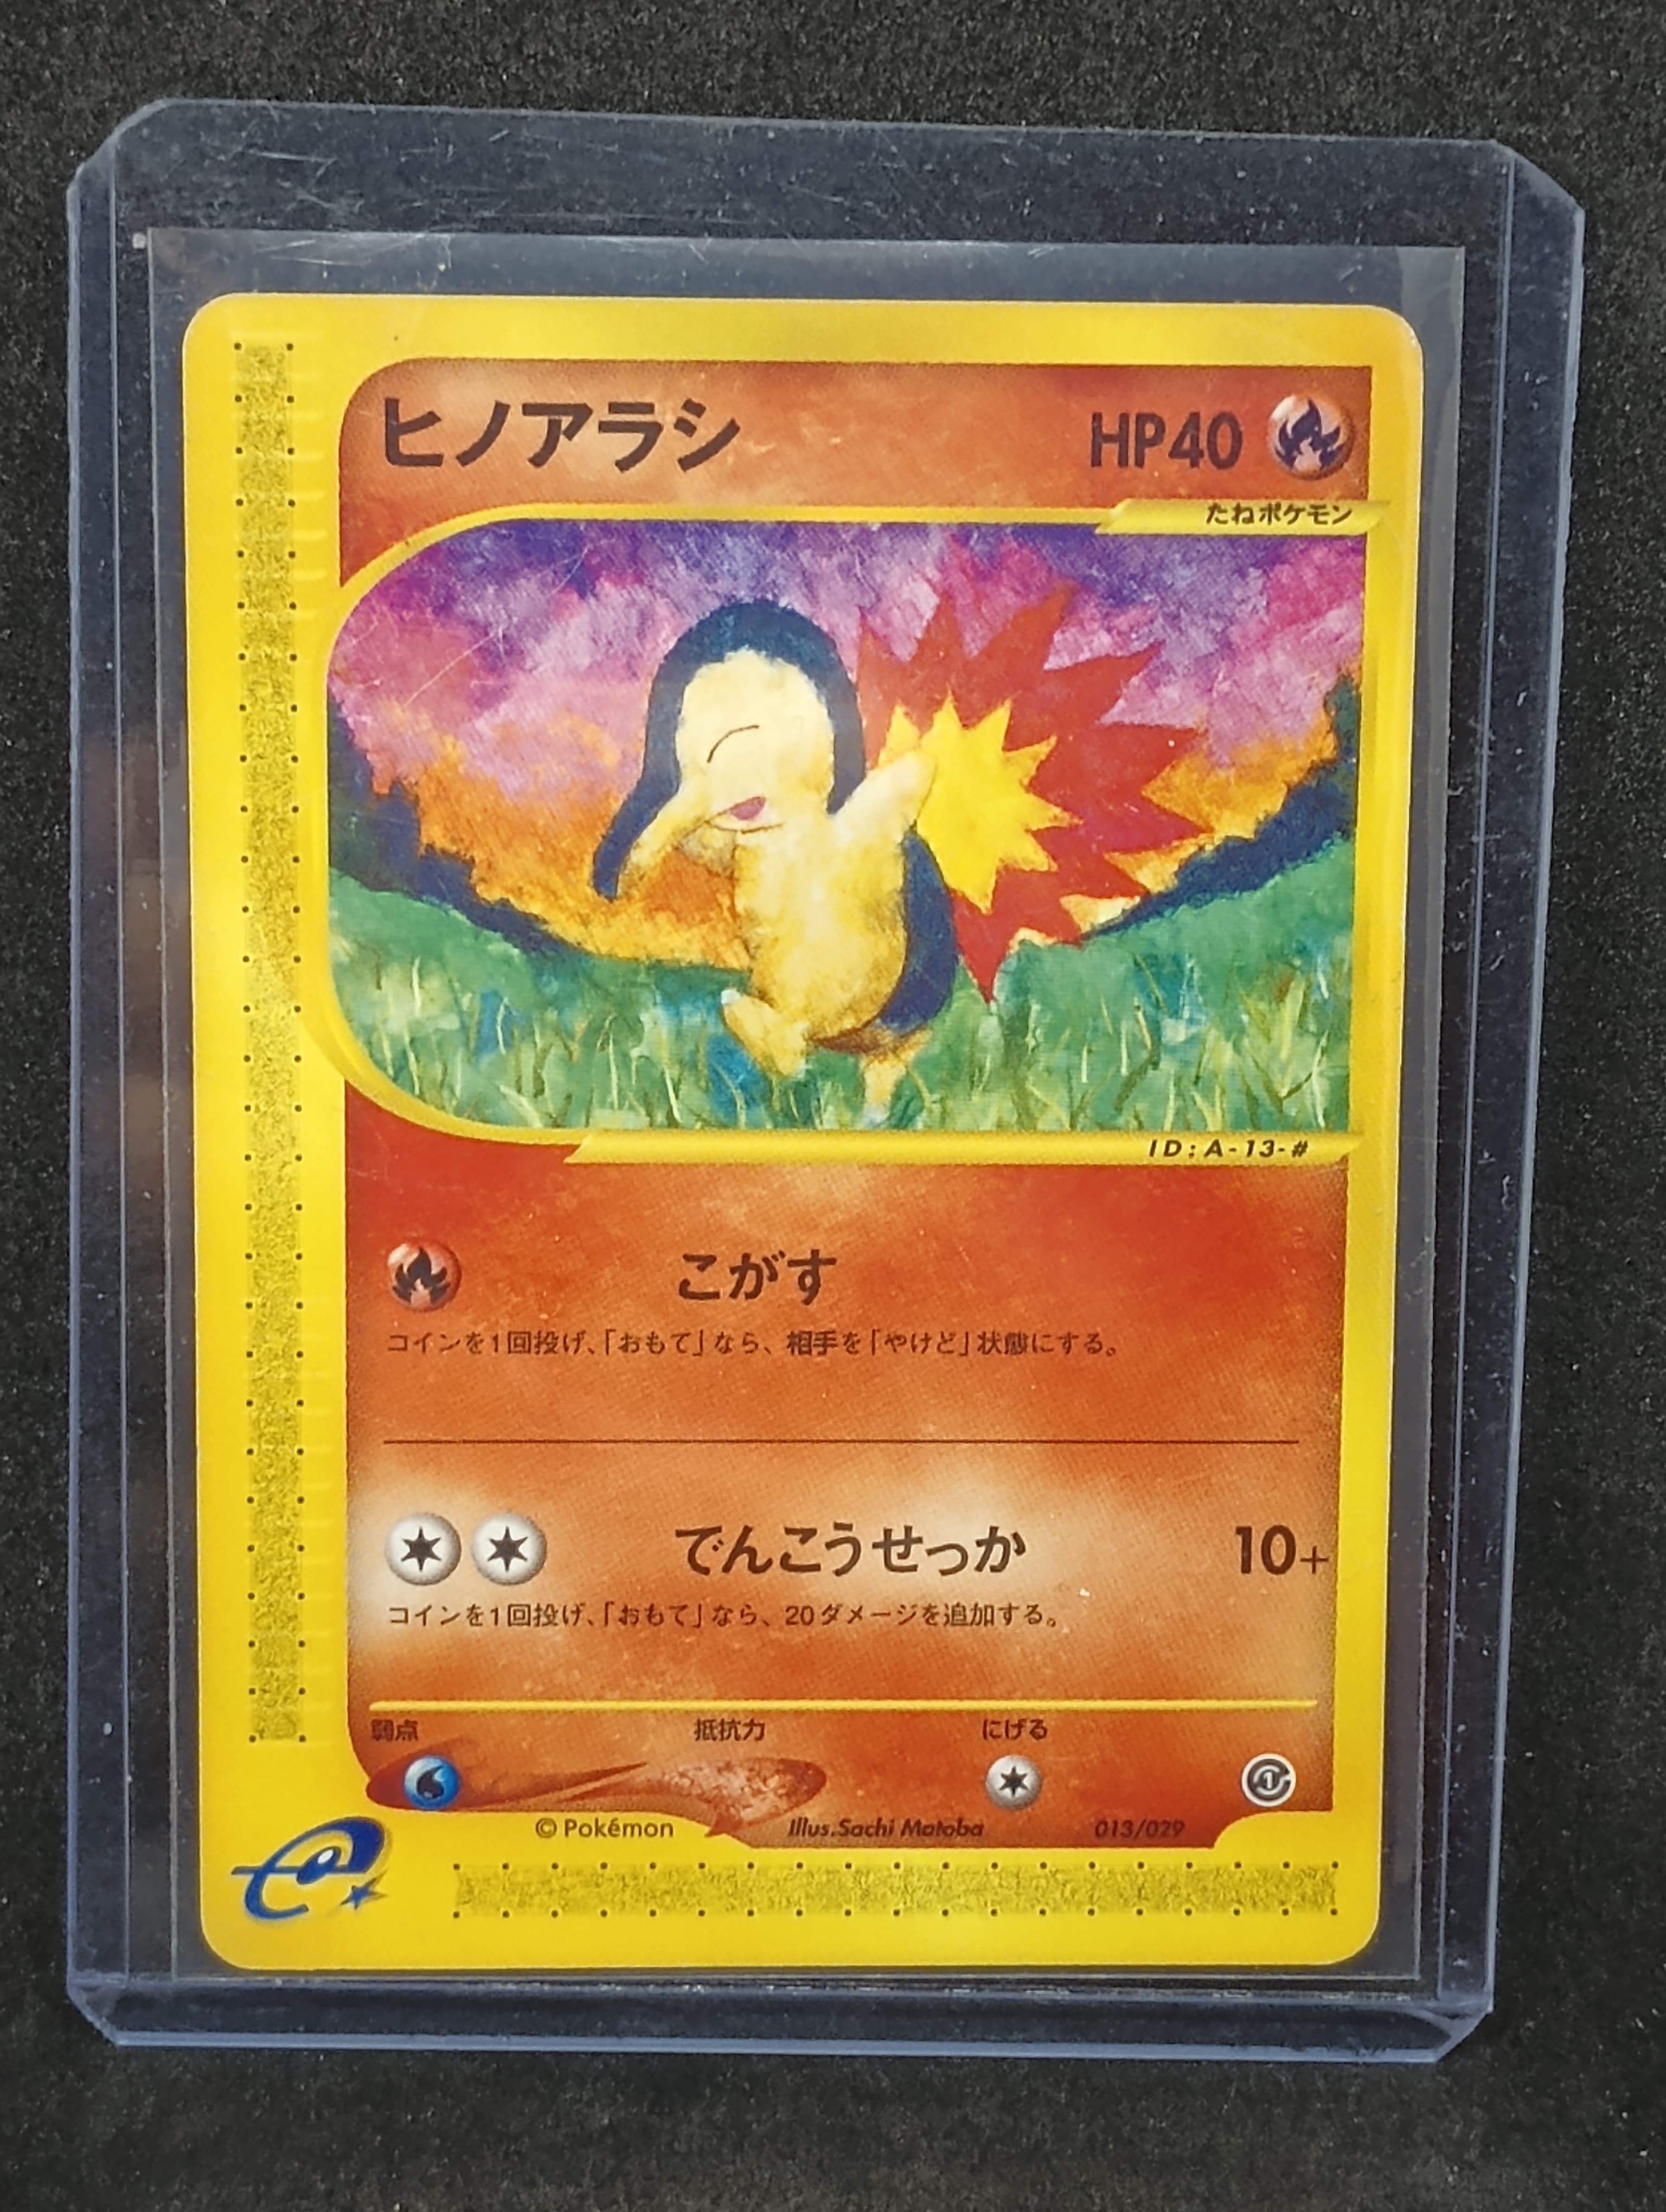 ヒノアラシ HP40
たねポケモン
ID:A-13-#
こがす
コインを1回投げ、「おもて」なら、相手を「やけど」状態にする。
でんこうせっか 10+
コインを1回投げ、「おもて」なら、20ダメージを追加する。
弱点 抵抗力 にげる
© Pokémon Illus.Sachi Matoba 013/029